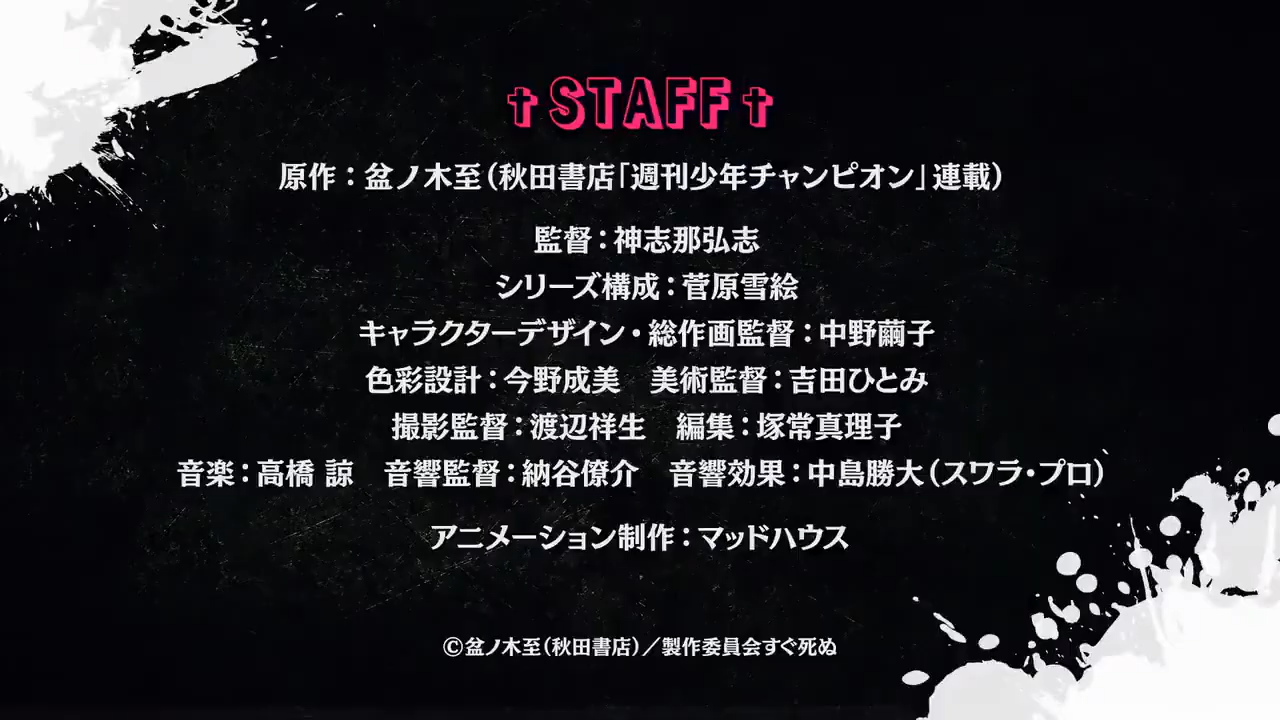 ✝STAFF✝
原作：盆ノ木至（秋田書店「週刊少年チャンピオン」連載）
監督：神志那弘志
シリーズ構成：菅原雪絵
キャラクターデザイン・総作画監督：中野繭子
色彩設計：今野成美　美術監督：吉田ひとみ
撮影監督：渡辺祥生　編集：塚常真理子
音楽：高橋 諒　音響監督：納谷僚介　音響効果：中島勝大（スワラ・プロ）
アニメーション制作：マッドハウス
©盆ノ木至（秋田書店）／製作委員会すぐ死ぬ